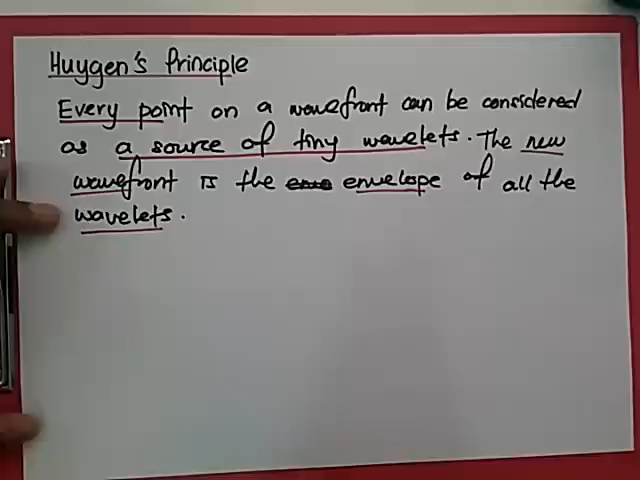 Huygen's Principle
Every point on a wavefront can be considered
as a source of tiny wavelets. The new
wavefront is the envelope of all the
wavelets.